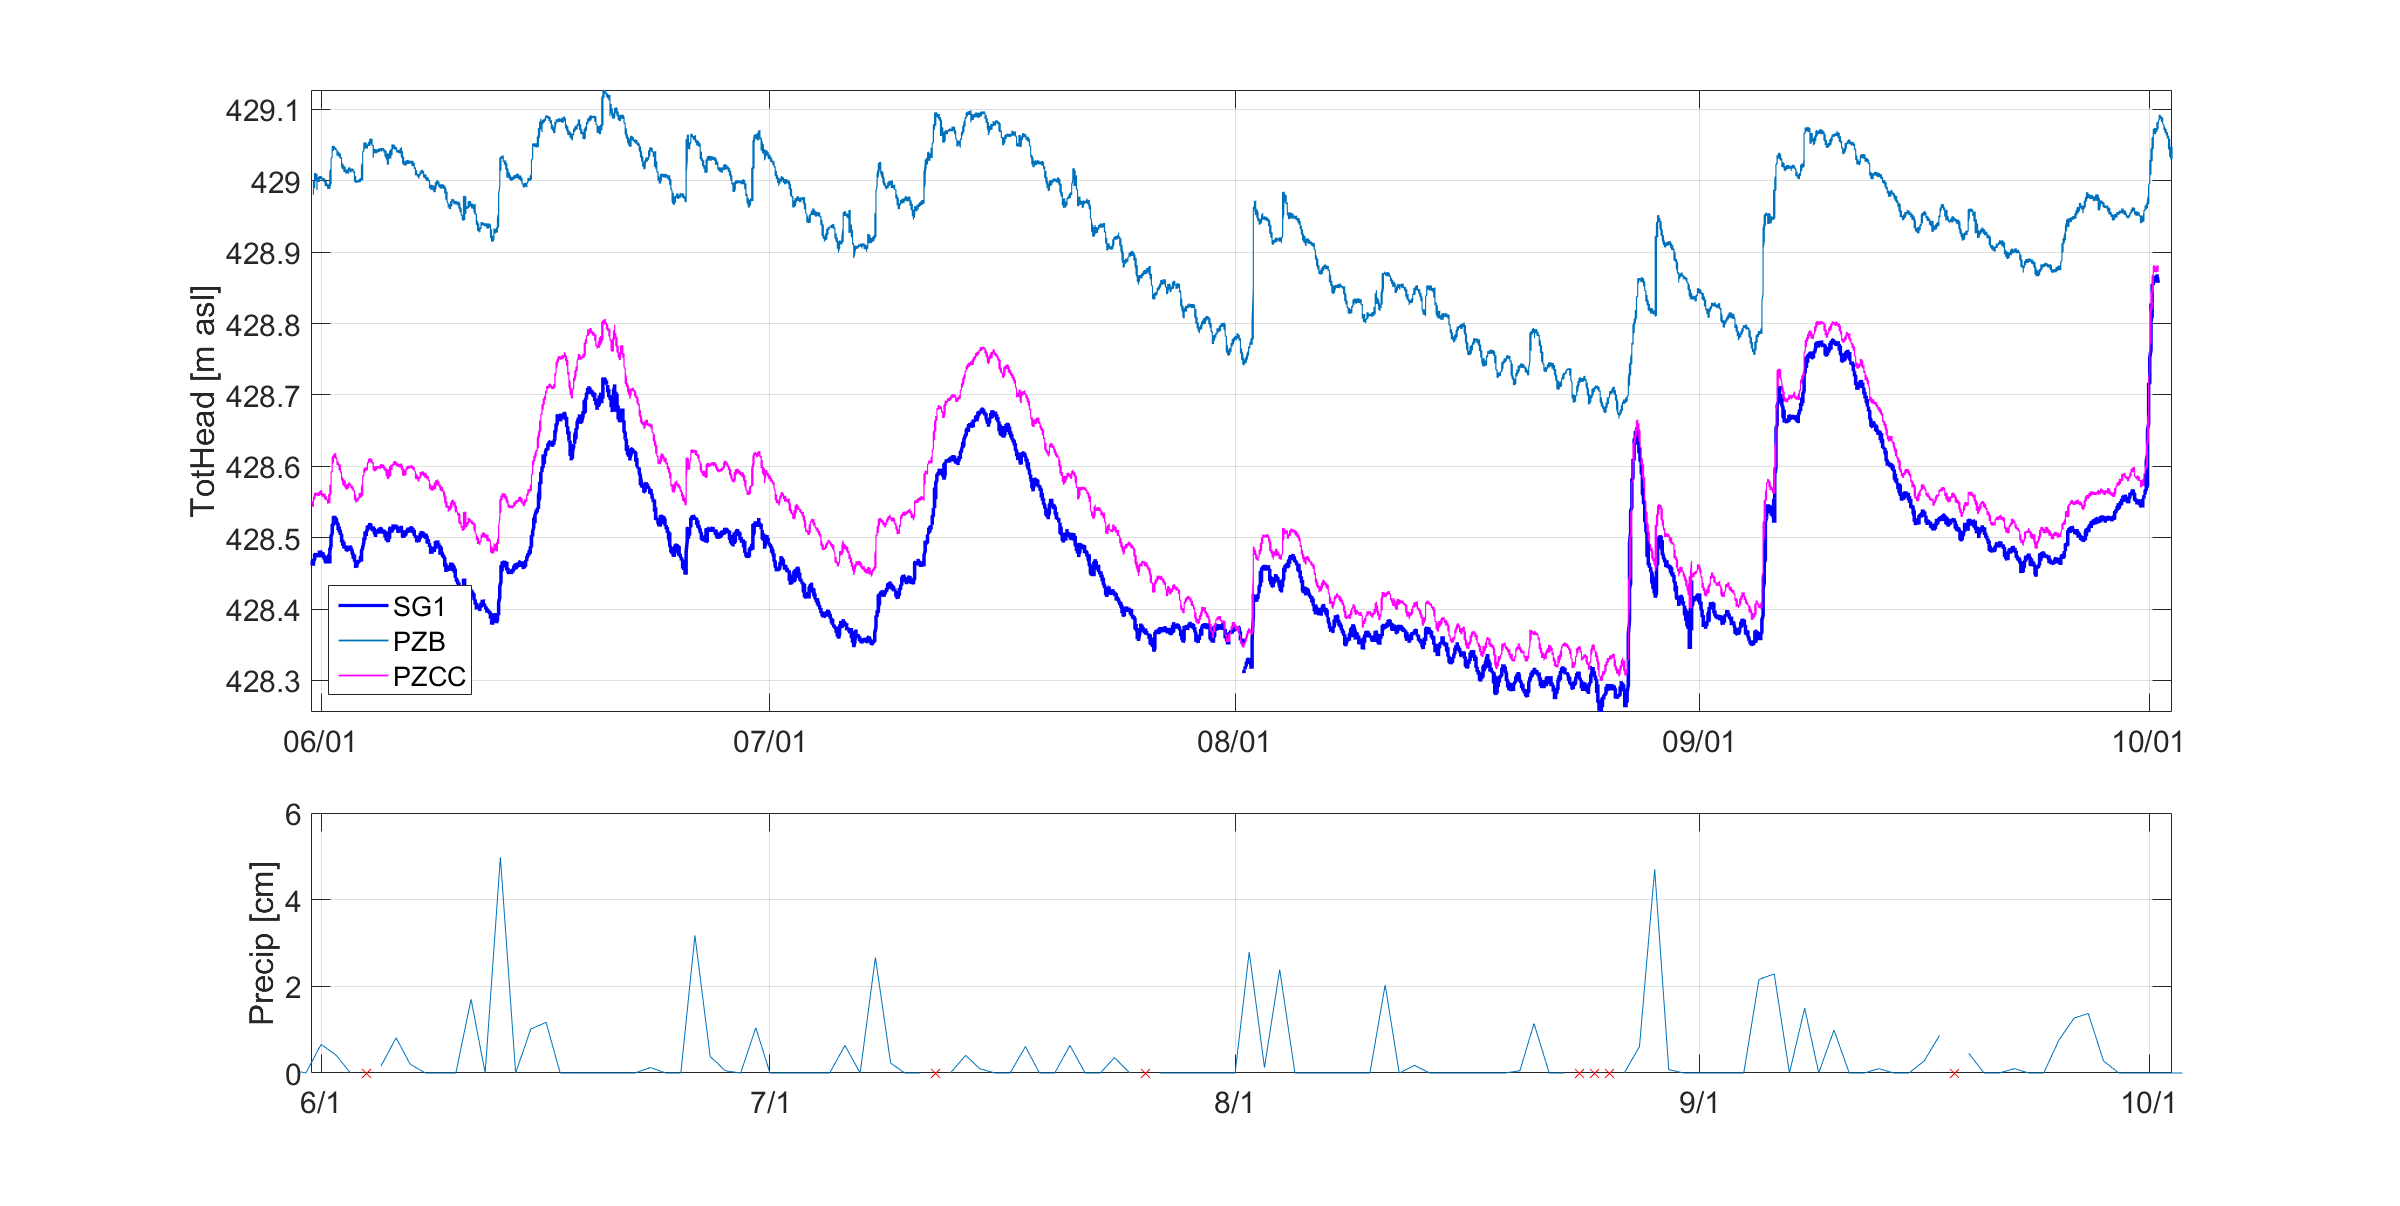 TotHead [m asl]
429.1
429
428.9
428.8
428.7
428.6
428.5
428.4
428.3
SG1
PZB
PZCC
06/01 07/01 08/01 09/01 10/01
Precip [cm]
6
4
2
0
6/1 7/1 8/1 9/1 10/1